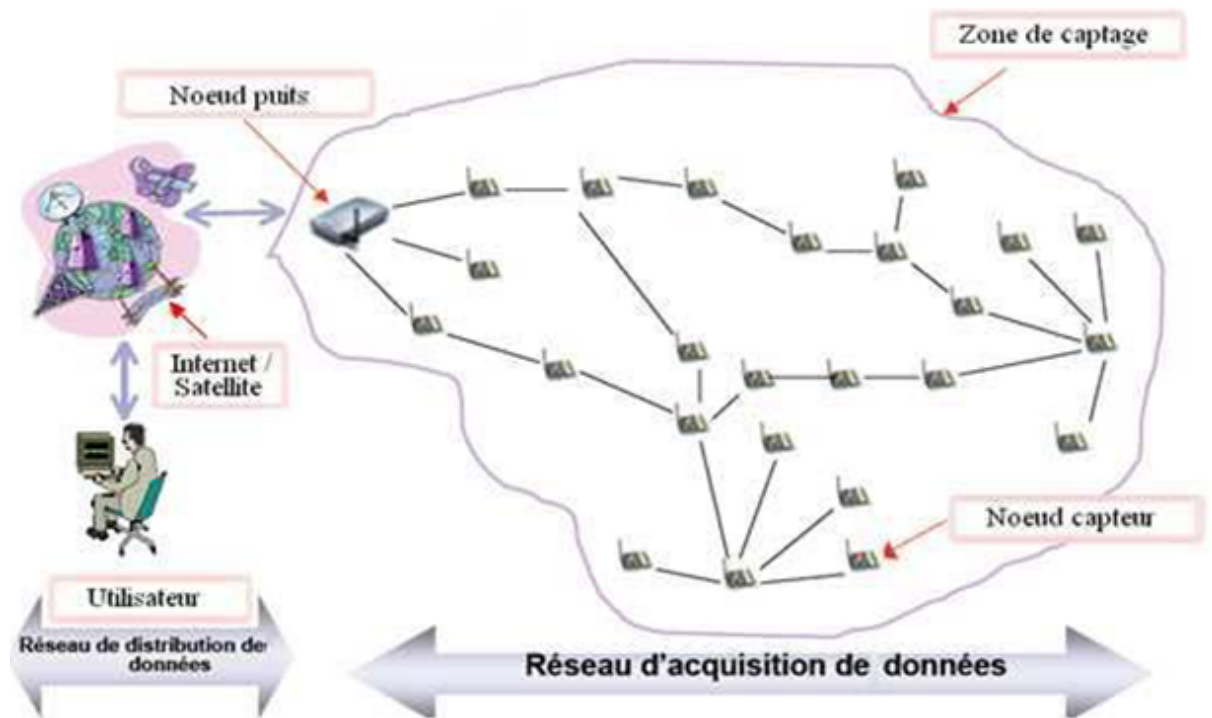 Zone de captage
Noeud puits
Internet /
Satellite
Noeud capteur
Utilisateur
Réseau de distribution de
données
Réseau d'acquisition de données